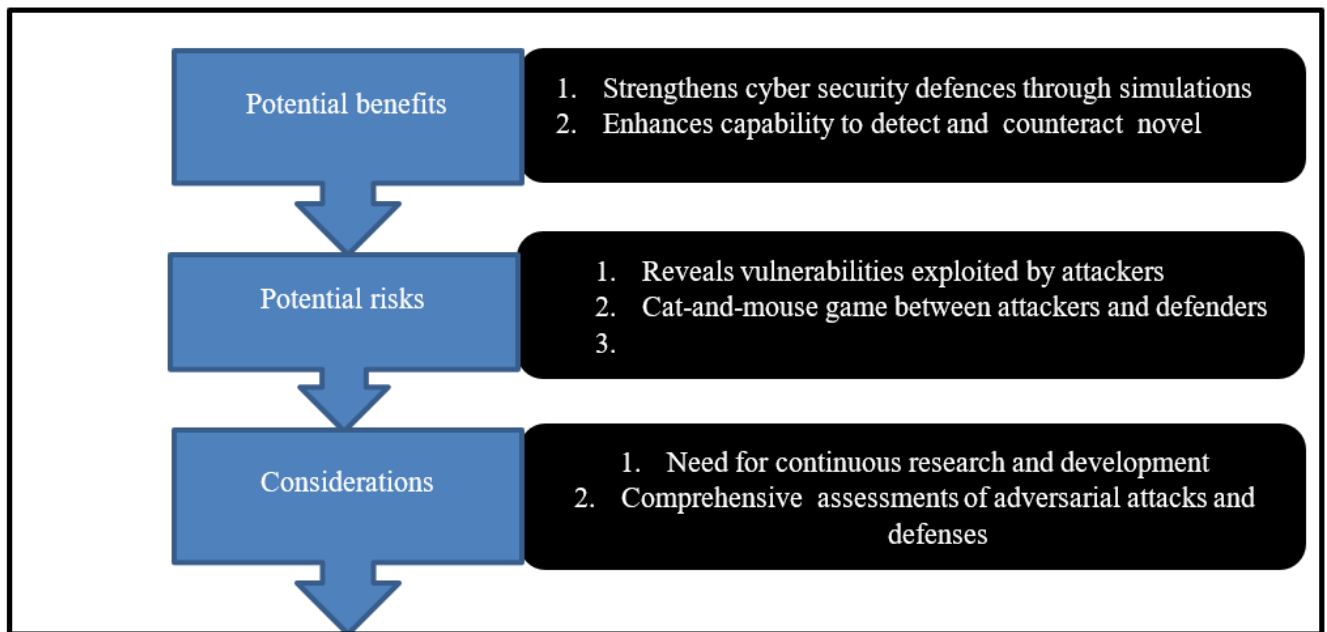 Potential benefits
1. Strengthens cyber security defences through simulations
2. Enhances capability to detect and counteract novel
Potential risks
1. Reveals vulnerabilities exploited by attackers
2. Cat-and-mouse game between attackers and defenders
3.
Considerations
1. Need for continuous research and development
2. Comprehensive assessments of adversarial attacks and
defenses